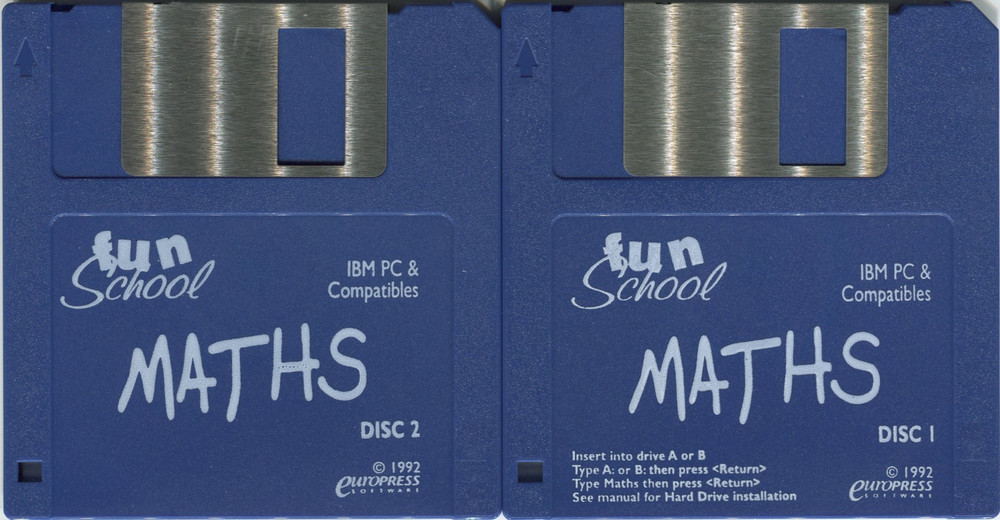 fun
School
IBM PC &
Compatibles
MATHS
DISC 2
© 1992
europress
SOFTWARE
fun
School
IBM PC &
Compatibles
MATHS
DISC 1
Insert into drive A or B
Type A: or B: then press <Return>
Type Maths then press <Return>
See manual for Hard Drive installation
© 1992
europress
SOFTWARE